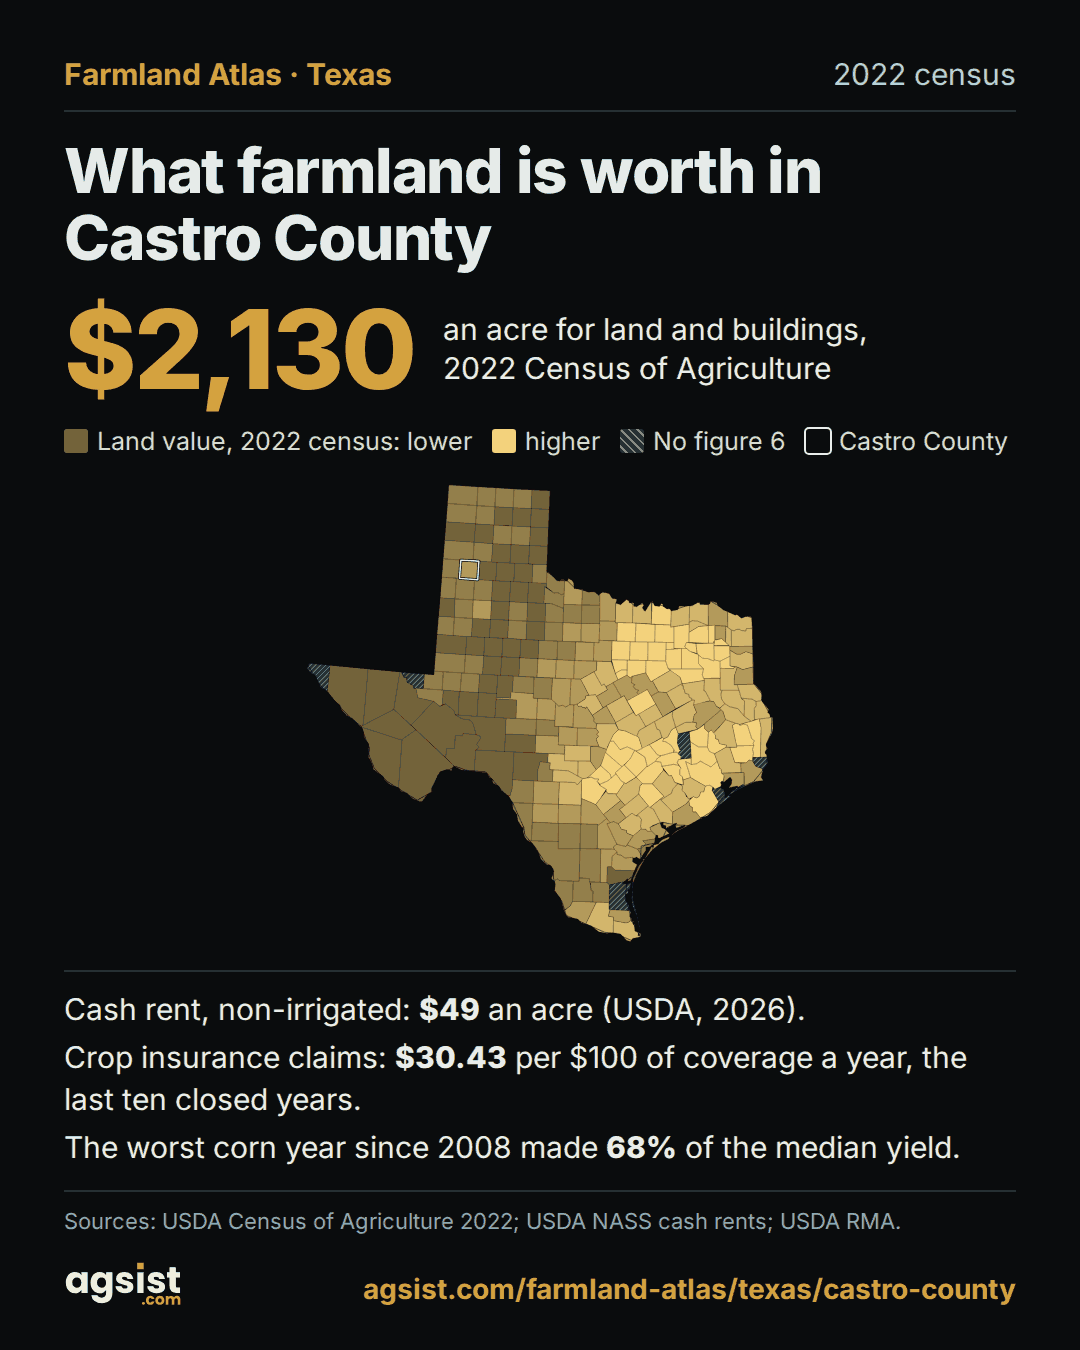 Farmland Atlas · Texas
2022 census
What farmland is worth in
Castro County
$2,130
an acre for land and buildings,
2022 Census of Agriculture
Land value, 2022 census: lower
higher
No figure 6
Castro County
Cash rent, non-irrigated: $49 an acre (USDA, 2026).
Crop insurance claims: $30.43 per $100 of coverage a year, the
last ten closed years.
The worst corn year since 2008 made 68% of the median yield.
Sources: USDA Census of Agriculture 2022; USDA NASS cash rents; USDA RMA.
agsist
.com
agsist.com/farmland-atlas/texas/castro-county